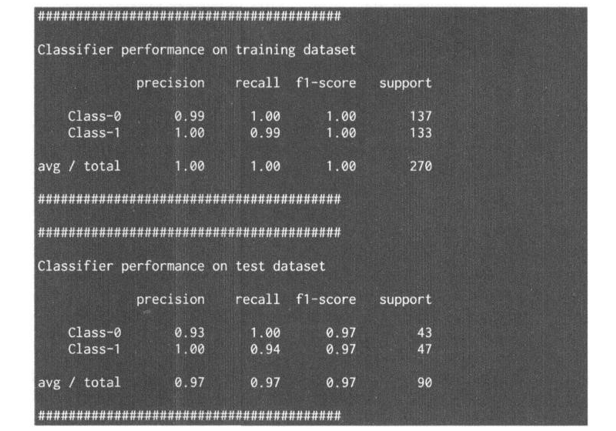 ########################################
Classifier performance on training dataset
precision recall f1-score support
Class-0 0.99 1.00 1.00 137
Class-1 1.00 0.99 1.00 133
avg / total 1.00 1.00 1.00 270
########################################
########################################
Classifier performance on test dataset
precision recall f1-score support
Class-0 0.93 1.00 0.97 43
Class-1 1.00 0.94 0.97 47
avg / total 0.97 0.97 0.97 90
########################################